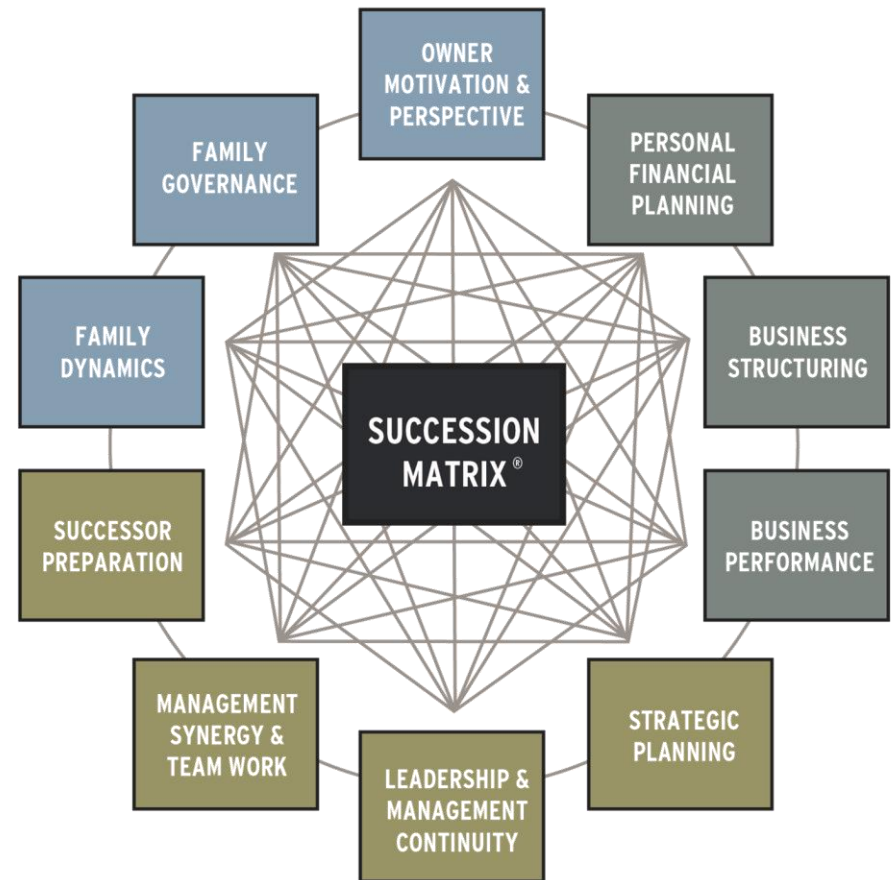 OWNER
MOTIVATION &
PERSPECTIVE
PERSONAL
FINANCIAL
PLANNING
BUSINESS
STRUCTURING
BUSINESS
PERFORMANCE
STRATEGIC
PLANNING
LEADERSHIP &
MANAGEMENT
CONTINUITY
MANAGEMENT
SYNERGY &
TEAM WORK
SUCCESSOR
PREPARATION
FAMILY
DYNAMICS
FAMILY
GOVERNANCE
SUCCESSION
MATRIX ®